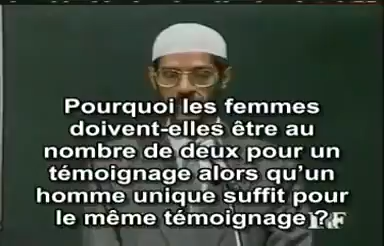 Pourquoi les femmes
doivent-elles être au
nombre de deux pour un
témoignage alors qu'un
homme unique suffit pour
le même témoignage ?